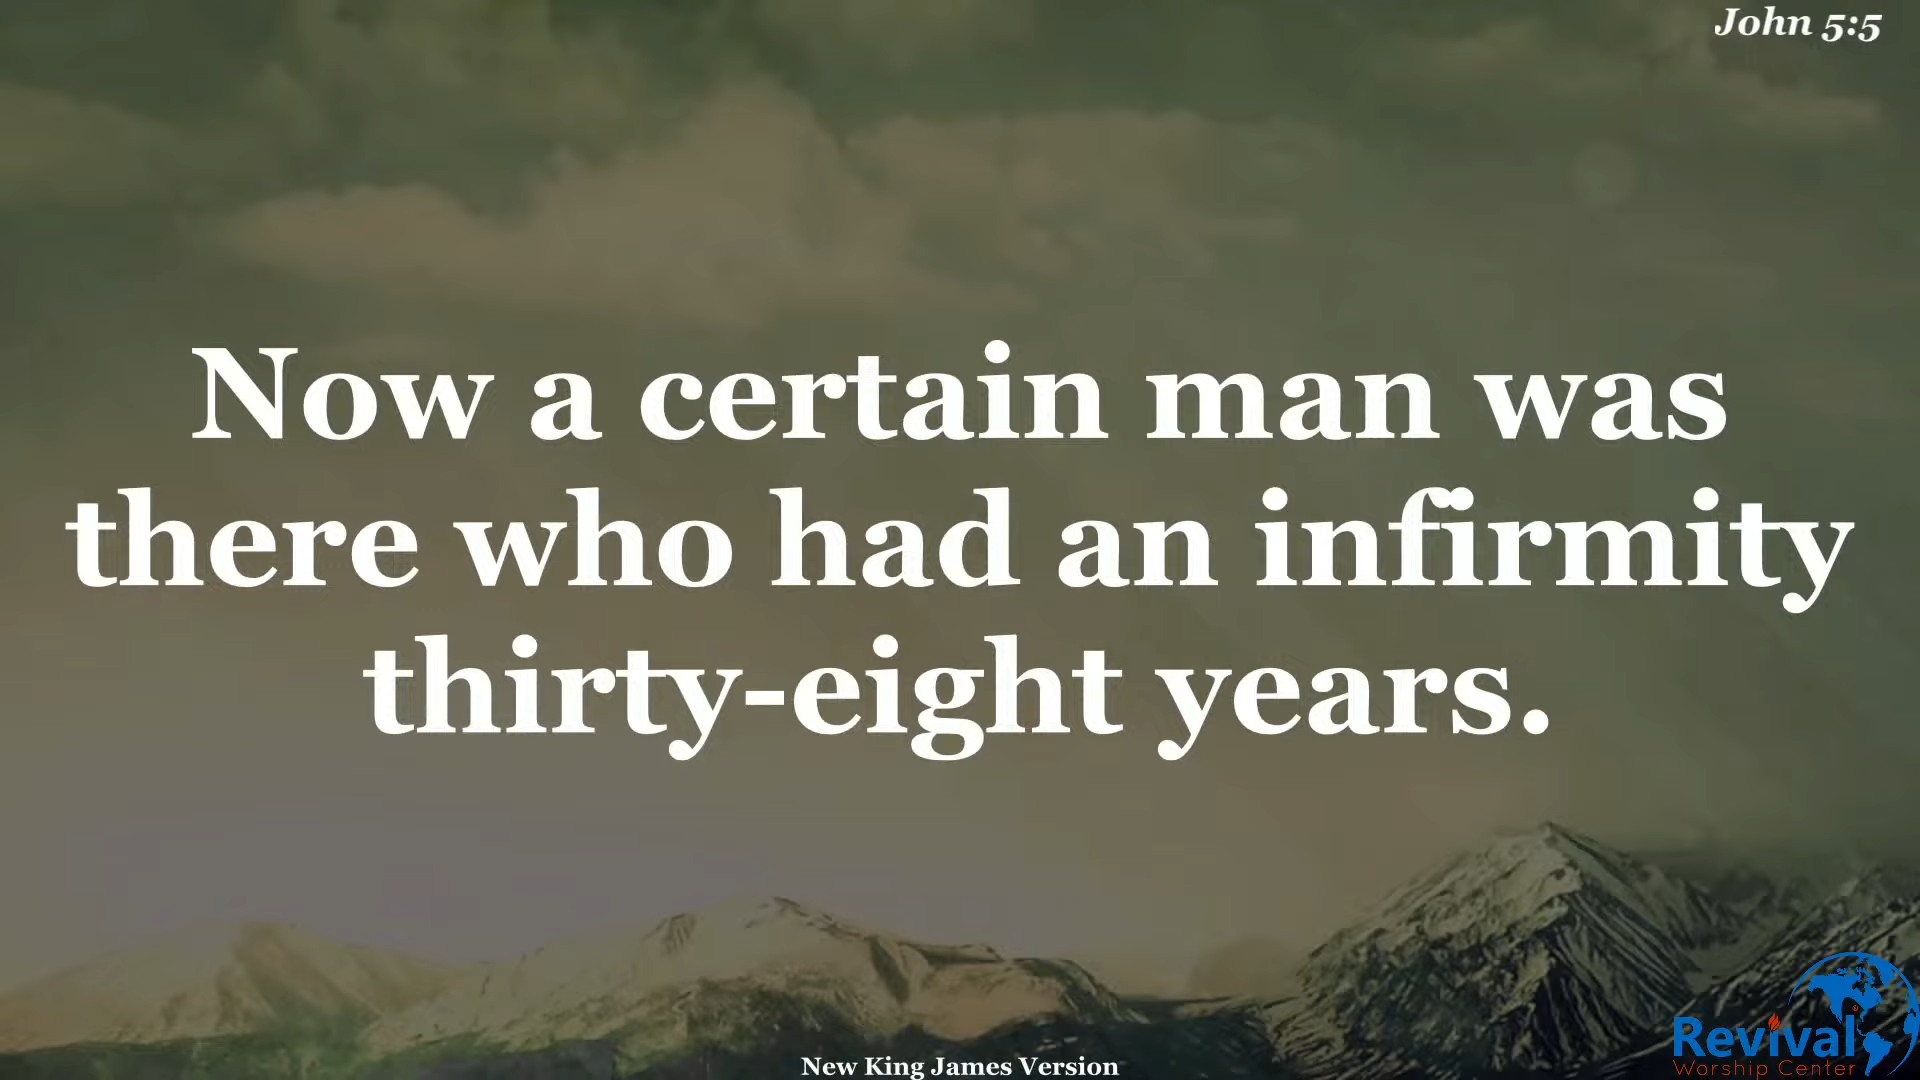 John 5:5
Now a certain man was
there who had an infirmity
thirty-eight years.
New King James Version
Revival
Worship Center